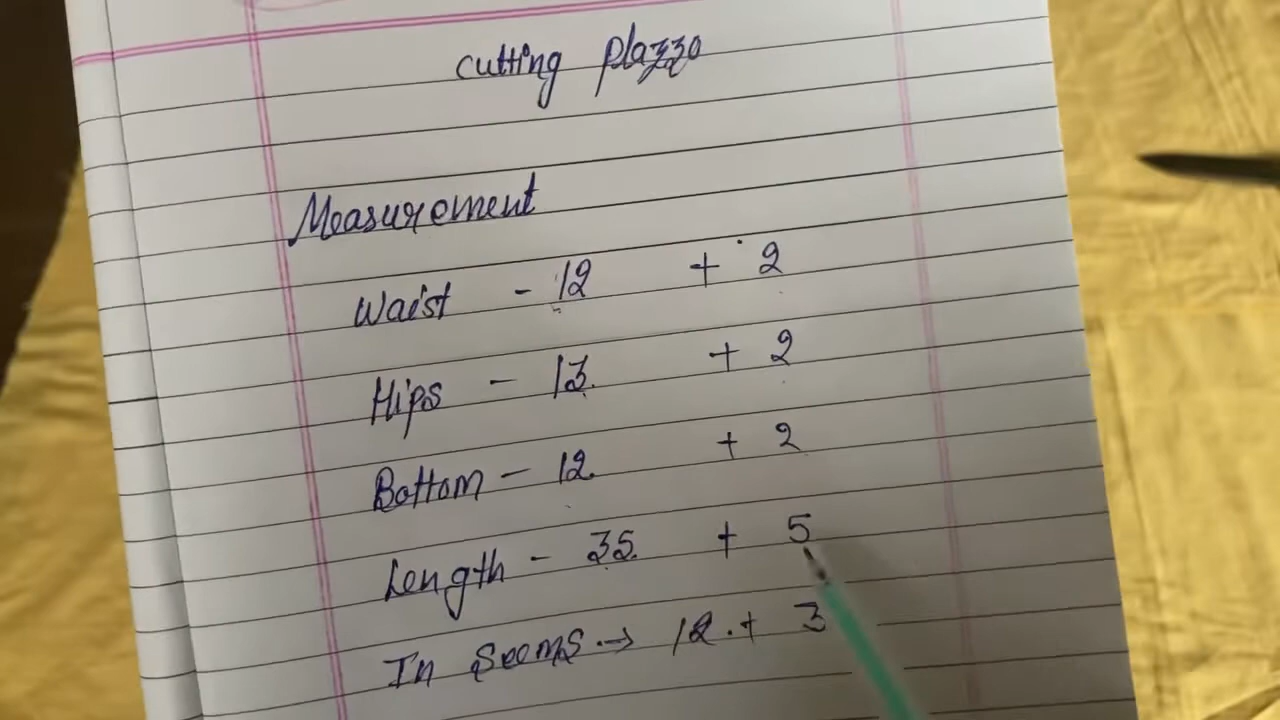 cutting plazzo
Measurement
Waist - 12 + 2
Hips - 13. + 2
Bottom - 12. + 2
Length - 35. + 5
In seems → 12 . + 3